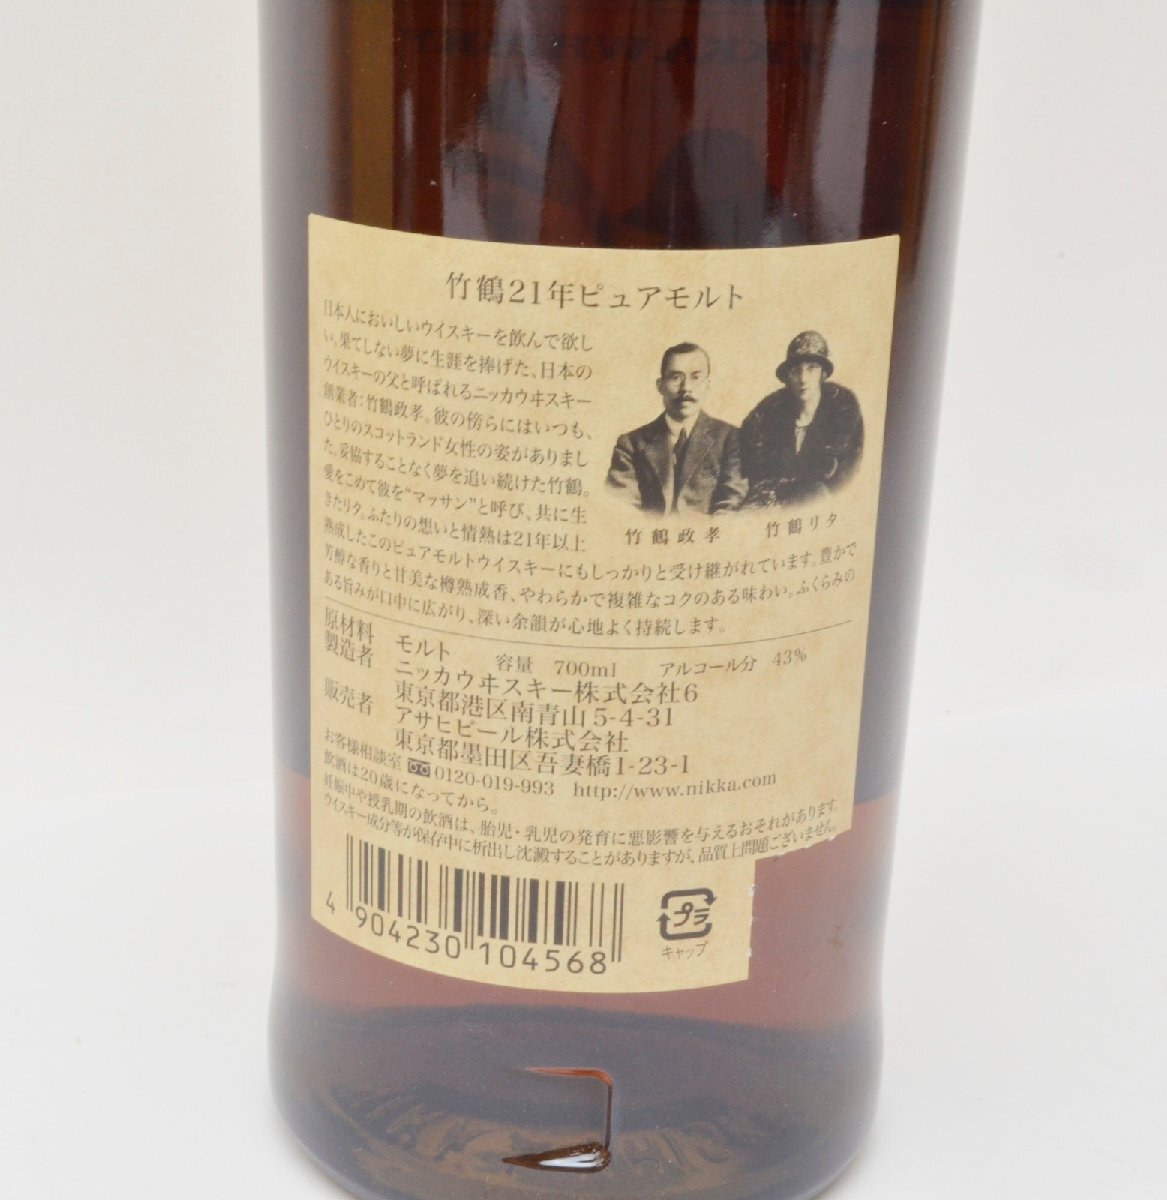 竹鶴21年ピュアモルト
日本人においしいウイスキーを飲んで欲し
い。果てしない夢に生涯を捧げた、日本の
ウイスキーの父と呼ばれるニッカウヰスキー
創業者：竹鶴政孝。彼の傍らにはいつも、
ひとりのスコットランド女性の姿がありまし
た。妥協することなく夢を追い続けた竹鶴。
愛をこめて彼を“マッサン”と呼び、共に生
きたリタ。ふたりの想いと情熱は21年以上
熟成したこのピュアモルトウイスキーにもしっかりと受け継がれています。豊かで
芳醇な香りと甘美な樽熟成香、やわらかで複雑なコクのある味わい。ふくらみの
ある旨みが口中に広がり、深い余韻が心地よく持続します。
竹鶴政孝 竹鶴リタ
原材料 モルト 容量 700ml アルコール分 43%
製造者 ニッカウヰスキー株式会社6
東京都港区南青山5-4-31
販売者 アサヒビール株式会社
東京都墨田区吾妻橋1-23-1
お客様相談室 0120-019-993 http://www.nikka.com
飲酒は20歳になってから。
妊娠中や授乳期の飲酒は、胎児・乳児の発育に悪影響を与えるおそれがあります。
ウイスキー成分等が保存中に析出し沈澱することがありますが、品質上問題ございません。
4 904230 104568
プラ
キャップ